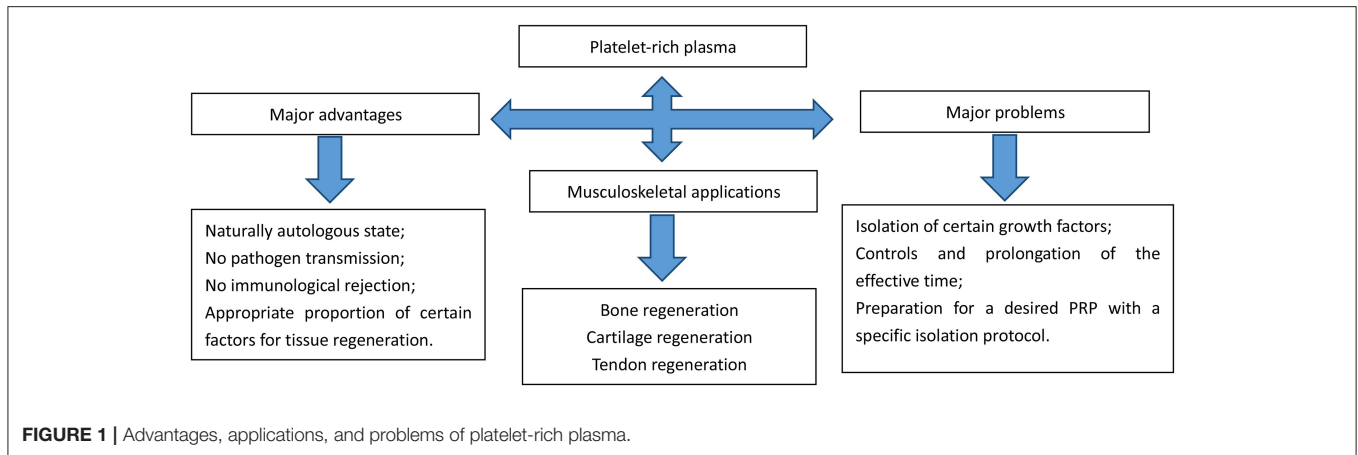 Platelet-rich plasma
Major advantages
Naturally autologous state;
No pathogen transmission;
No immunological rejection;
Appropriate proportion of certain
factors for tissue regeneration.
Musculoskeletal applications
Bone regeneration
Cartilage regeneration
Tendon regeneration
Major problems
Isolation of certain growth factors;
Controls and prolongation of the
effective time;
Preparation for a desired PRP with a
specific isolation protocol.
FIGURE 1 | Advantages, applications, and problems of platelet-rich plasma.